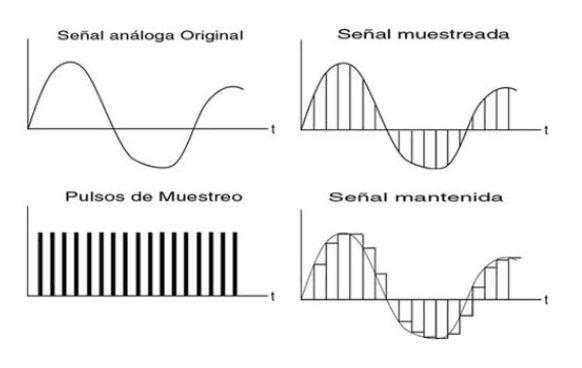 Señal análoga Original
Señal muestreada
t
t
Pulsos de Muestreo
Señal mantenida
t
t